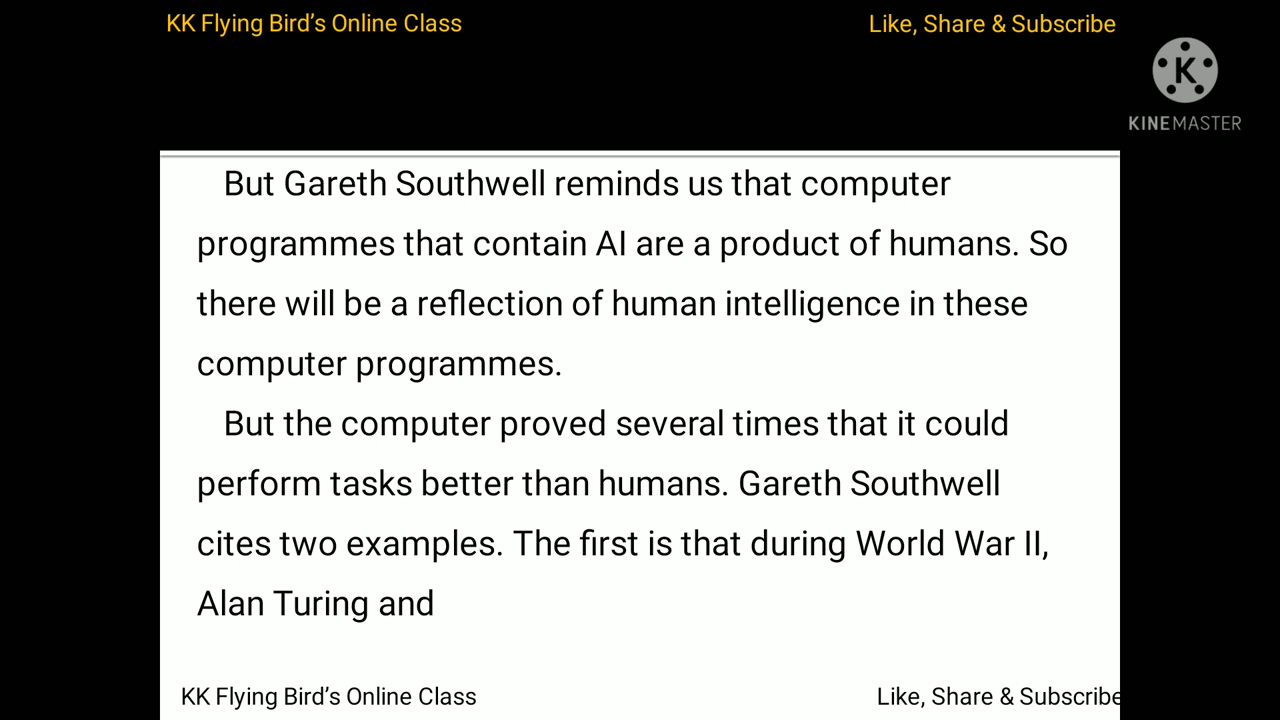 KK Flying Bird’s Online Class
Like, Share & Subscribe
K
KINEMASTER
But Gareth Southwell reminds us that computer
programmes that contain AI are a product of humans. So
there will be a reflection of human intelligence in these
computer programmes.
But the computer proved several times that it could
perform tasks better than humans. Gareth Southwell
cites two examples. The first is that during World War II,
Alan Turing and
KK Flying Bird’s Online Class
Like, Share & Subscribe